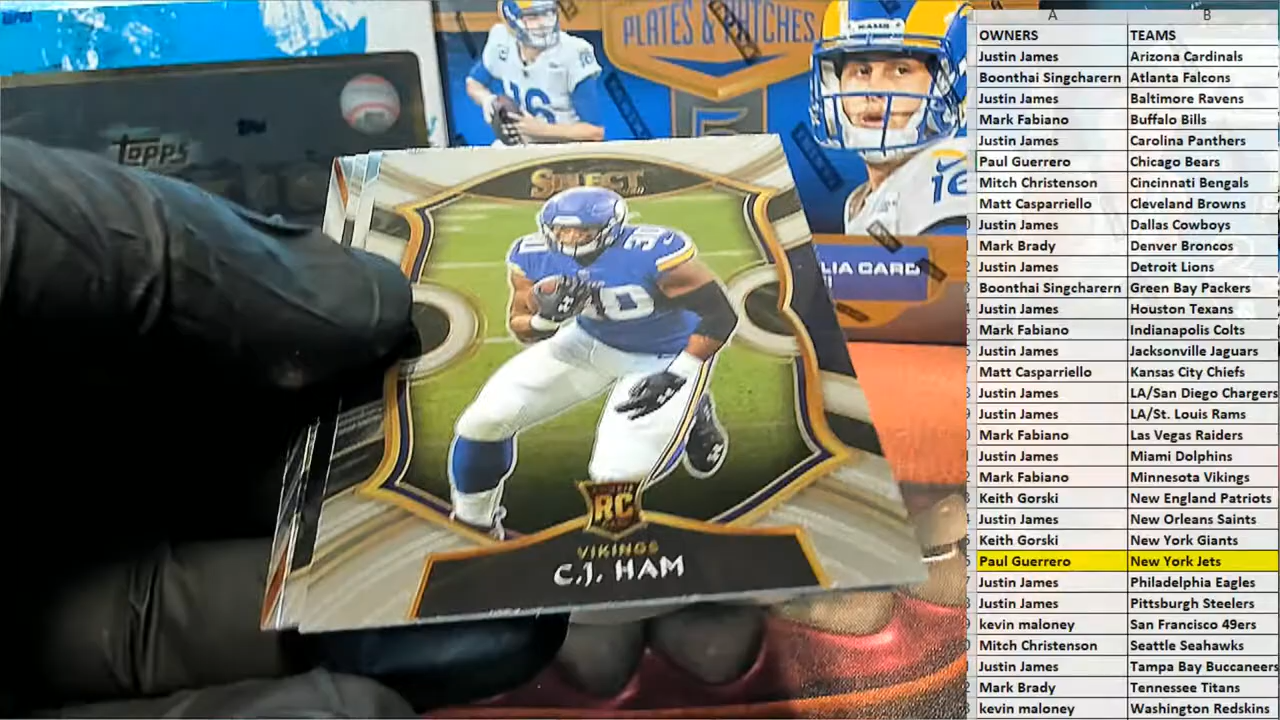 PLATES & PATCHES
topps
SELECT
30
RC
VIKINGS
C.J. HAM
16
A B
OWNERS TEAMS
Justin James Arizona Cardinals
Boonthai Singcharern Atlanta Falcons
Justin James Baltimore Ravens
Mark Fabiano Buffalo Bills
Justin James Carolina Panthers
Paul Guerrero Chicago Bears
Mitch Christenson Cincinnati Bengals
Matt Casparriello Cleveland Browns
Justin James Dallas Cowboys
Mark Brady Denver Broncos
Justin James Detroit Lions
Boonthai Singcharern Green Bay Packers
Justin James Houston Texans
Mark Fabiano Indianapolis Colts
Justin James Jacksonville Jaguars
Matt Casparriello Kansas City Chiefs
Justin James LA/San Diego Chargers
Justin James LA/St. Louis Rams
Mark Fabiano Las Vegas Raiders
Justin James Miami Dolphins
Mark Fabiano Minnesota Vikings
Keith Gorski New England Patriots
Justin James New Orleans Saints
Keith Gorski New York Giants
Paul Guerrero New York Jets
Justin James Philadelphia Eagles
Justin James Pittsburgh Steelers
kevin maloney San Francisco 49ers
Mitch Christenson Seattle Seahawks
Justin James Tampa Bay Buccaneers
Mark Brady Tennessee Titans
kevin maloney Washington Redskins